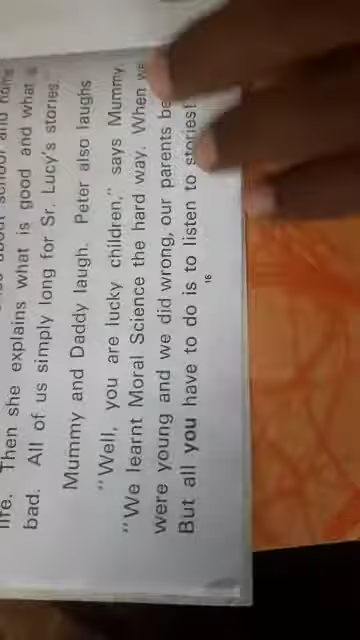 life. Then she explains what is good and what
bad. All of us simply long for Sr. Lucy's stories.
Mummy and Daddy laugh. Peter also laughs
"Well, you are lucky children," says Mummy.
"We learnt Moral Science the hard way. When we
were young and we did wrong, our parents be
But all you have to do is to listen to stories!
16